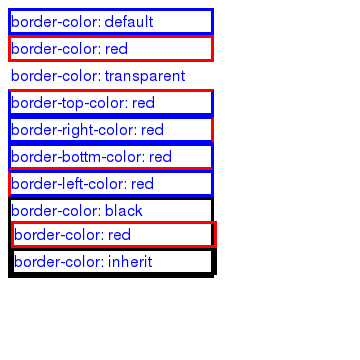 border-color: default
border-color: red
border-color: transparent
border-top-color: red
border-right-color: red
border-bottm-color: red
border-left-color: red
border-color: black
border-color: red
border-color: inherit